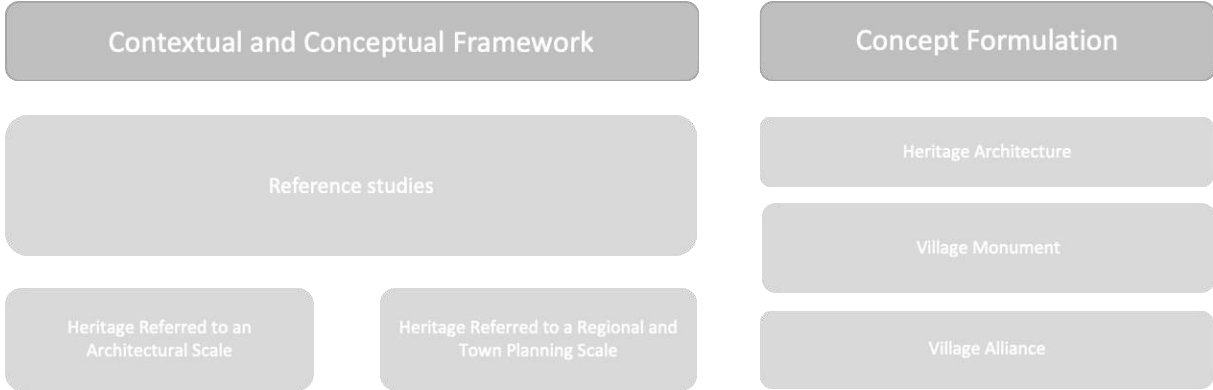 Contextual and Conceptual Framework
Reference studies
Heritage Referred to an
Architectural Scale
Heritage Referred to a Regional and
Town Planning Scale
Concept Formulation
Heritage Architecture
Village Monument
Village Alliance